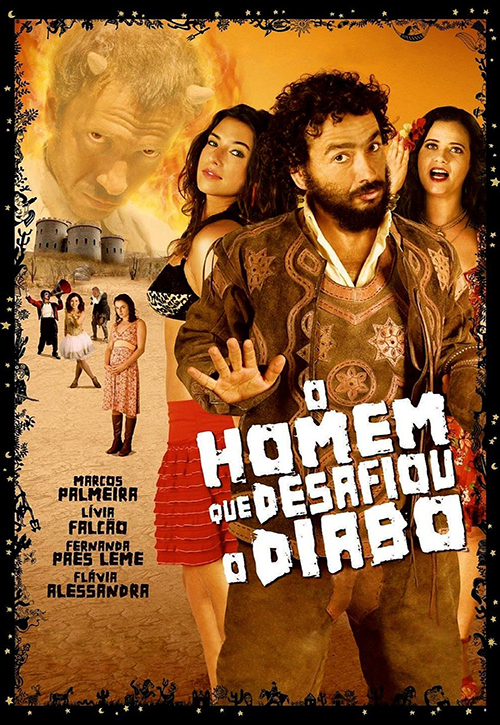 O
HOMEM
QUE DESAFIOU
O DIABO
MARCOS
PALMEIRA
LÍVIA
FALCÃO
FERNANDA
PAES LEME
FLÁVIA
ALESSANDRA